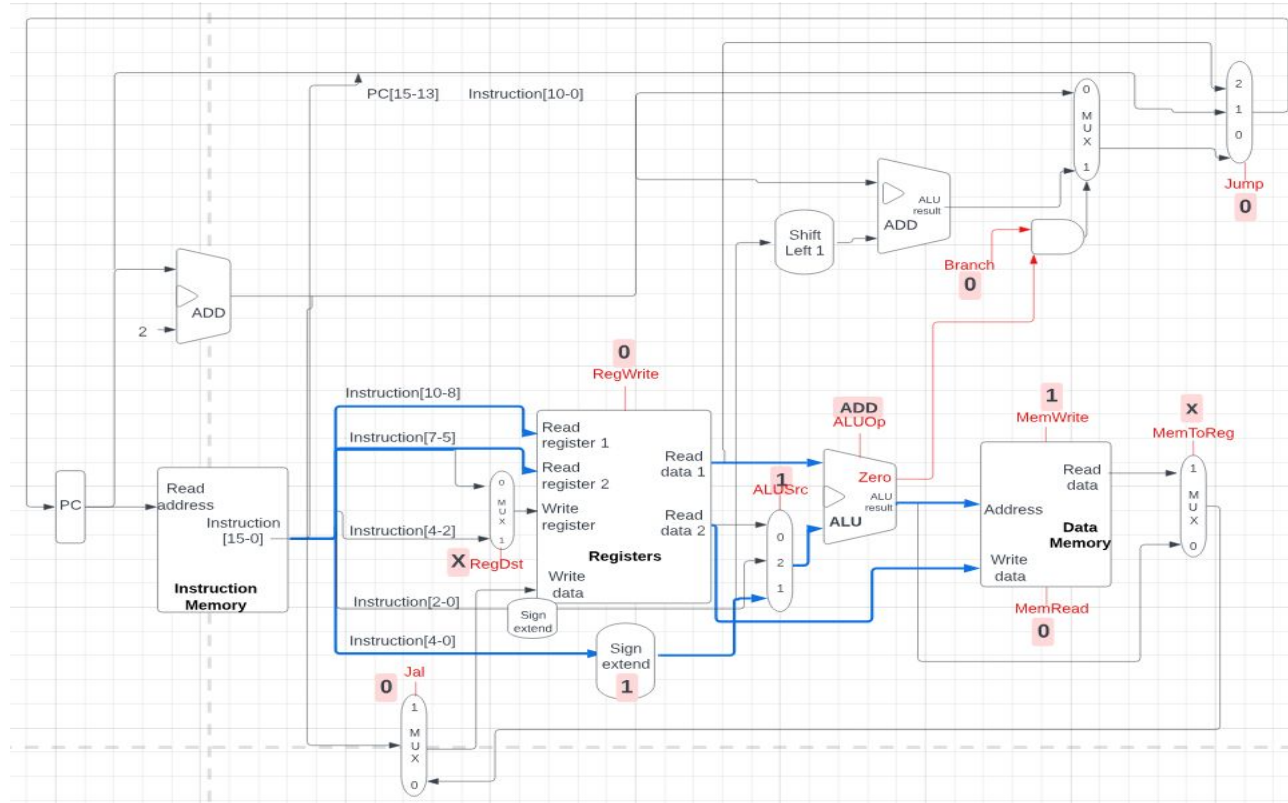 PC[15-13]
Instruction[10-0]
0
M
U
X
1
2
1
0
Jump
0
ADD
ALU
result
Shift
Left 1
Branch
0
ADD
2
0
RegWrite
Instruction[10-8]
Instruction[7-5]
Instruction[4-2]
Instruction[2-0]
Instruction[4-0]
PC
Read
address
Instruction
[15-0]
Instruction
Memory
0
M
U
X
1
X
RegDst
Read
register 1
Read
register 2
Write
register
Write
data
Read
data 1
Read
data 2
Registers
Sign
extend
Sign
extend
1
1
ALUSrc
0
2
1
ADD
ALUOp
Zero
ALU
result
ALU
1
MemWrite
Read
data
Address
Data
Memory
Write
data
MemRead
0
x
MemToReg
1
M
U
X
0
0
Jal
1
M
U
X
0